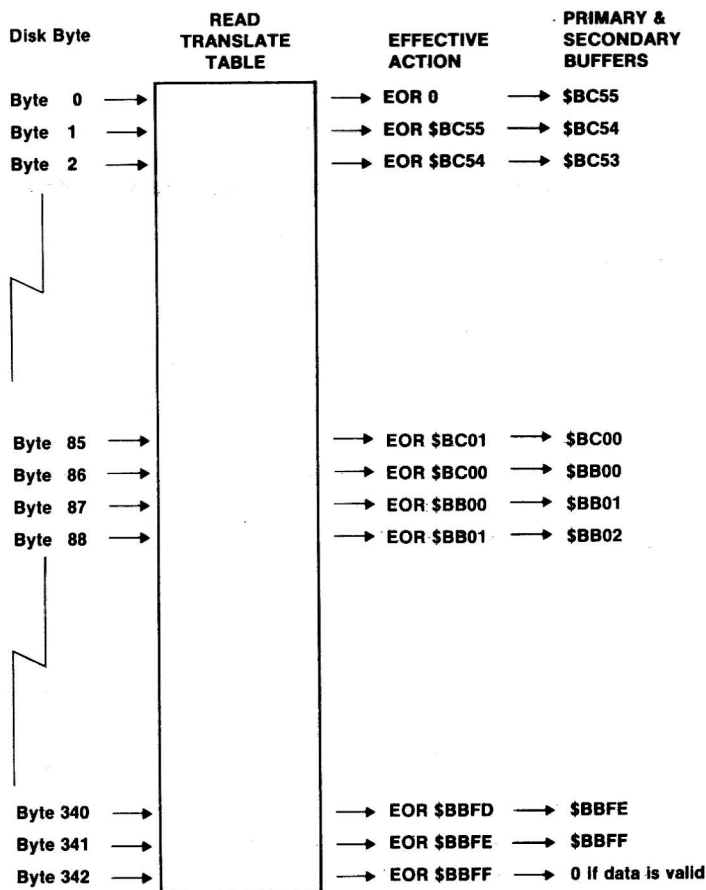 Disk Byte READ TRANSLATE TABLE EFFECTIVE ACTION PRIMARY & SECONDARY BUFFERS
Byte 0 EOR 0 $BC55
Byte 1 EOR $BC55 $BC54
Byte 2 EOR $BC54 $BC53
Byte 85 EOR $BC01 $BC00
Byte 86 EOR $BC00 $BB00
Byte 87 EOR $BB00 $BB01
Byte 88 EOR $BB01 $BB02
Byte 340 EOR $BBFD $BBFE
Byte 341 EOR $BBFE $BBFF
Byte 342 EOR $BBFF 0 if data is valid